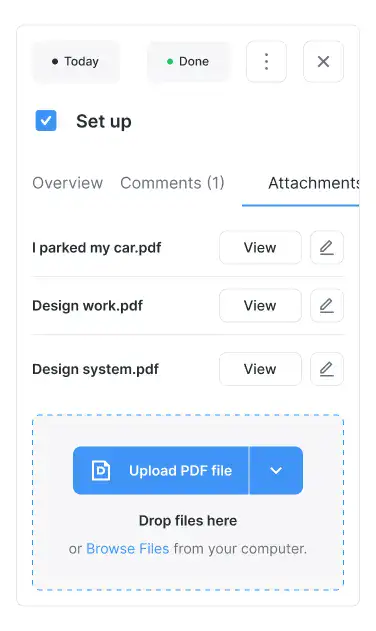 Today
Done
Set up
Overview Comments (1) Attachments
I parked my car.pdf View
Design work.pdf View
Design system.pdf View
Upload PDF file
Drop files here
or Browse Files from your computer.